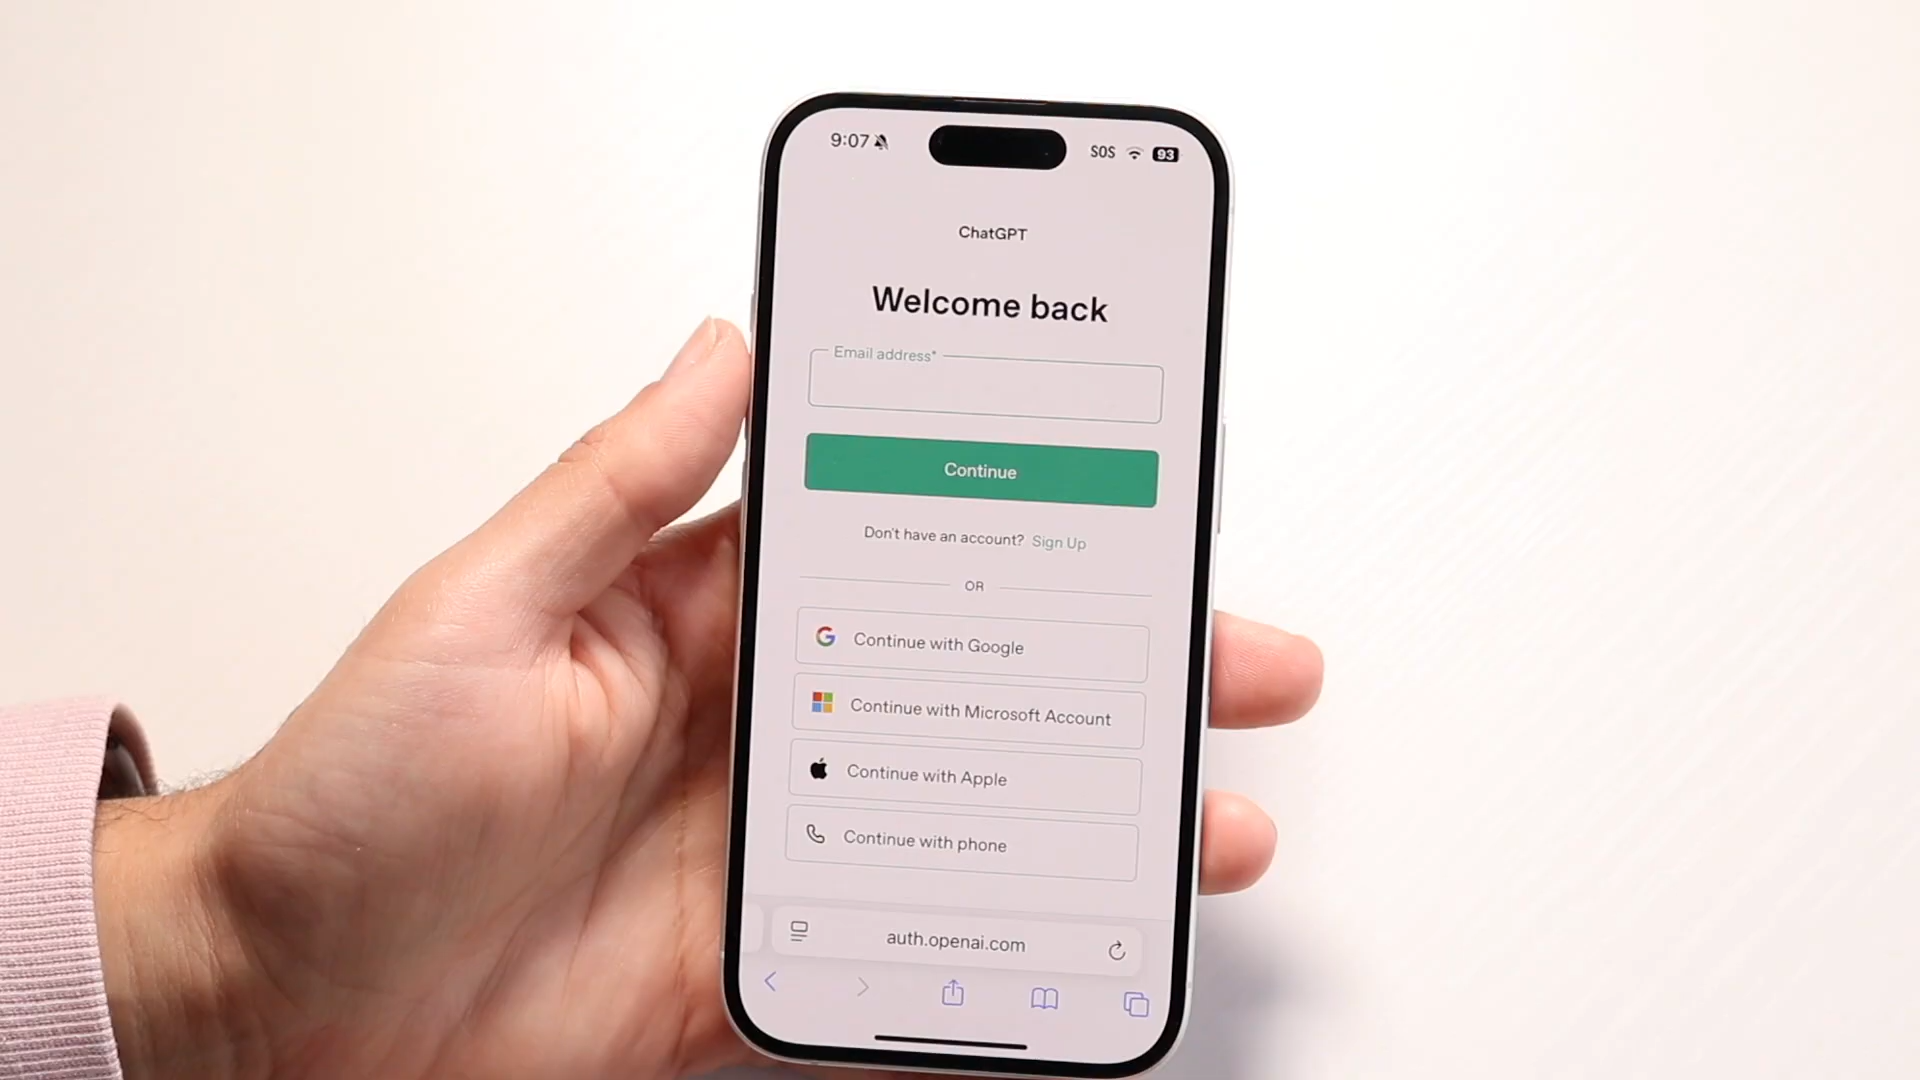 9:07
SOS
93
ChatGPT
Welcome back
Email address*
Continue
Don't have an account? Sign Up
OR
Continue with Google
Continue with Microsoft Account
Continue with Apple
Continue with phone
auth.openai.com